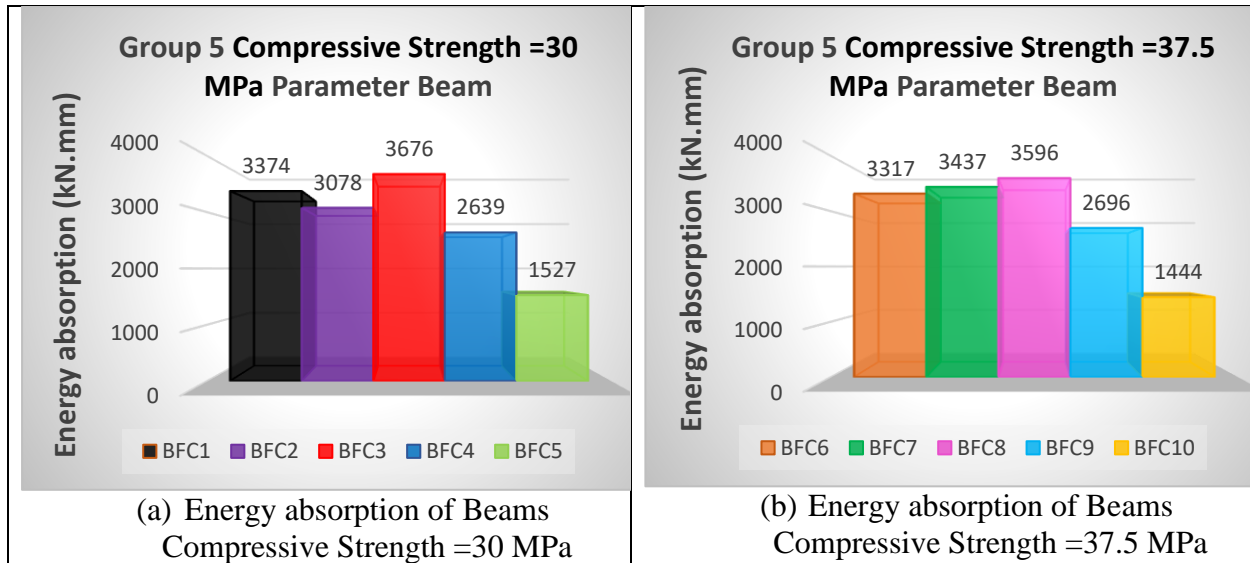 Group 5 Compressive Strength =30
MPa Parameter Beam
Energy absorption (kN.mm)
4000
3000
2000
1000
0
3374
3078
3676
2639
1527
BFC1 BFC2 BFC3 BFC4 BFC5
(a) Energy absorption of Beams
Compressive Strength =30 MPa
Group 5 Compressive Strength =37.5
MPa Parameter Beam
Energy absorption (kN.mm)
4000
3000
2000
1000
0
3317
3437
3596
2696
1444
BFC6 BFC7 BFC8 BFC9 BFC10
(b) Energy absorption of Beams
Compressive Strength =37.5 MPa